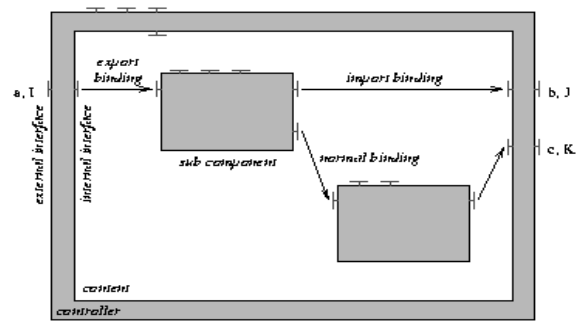 export
binding
import binding
a, I
b, J
external interface
internal interface
sub component
normal binding
c, K
content
controller